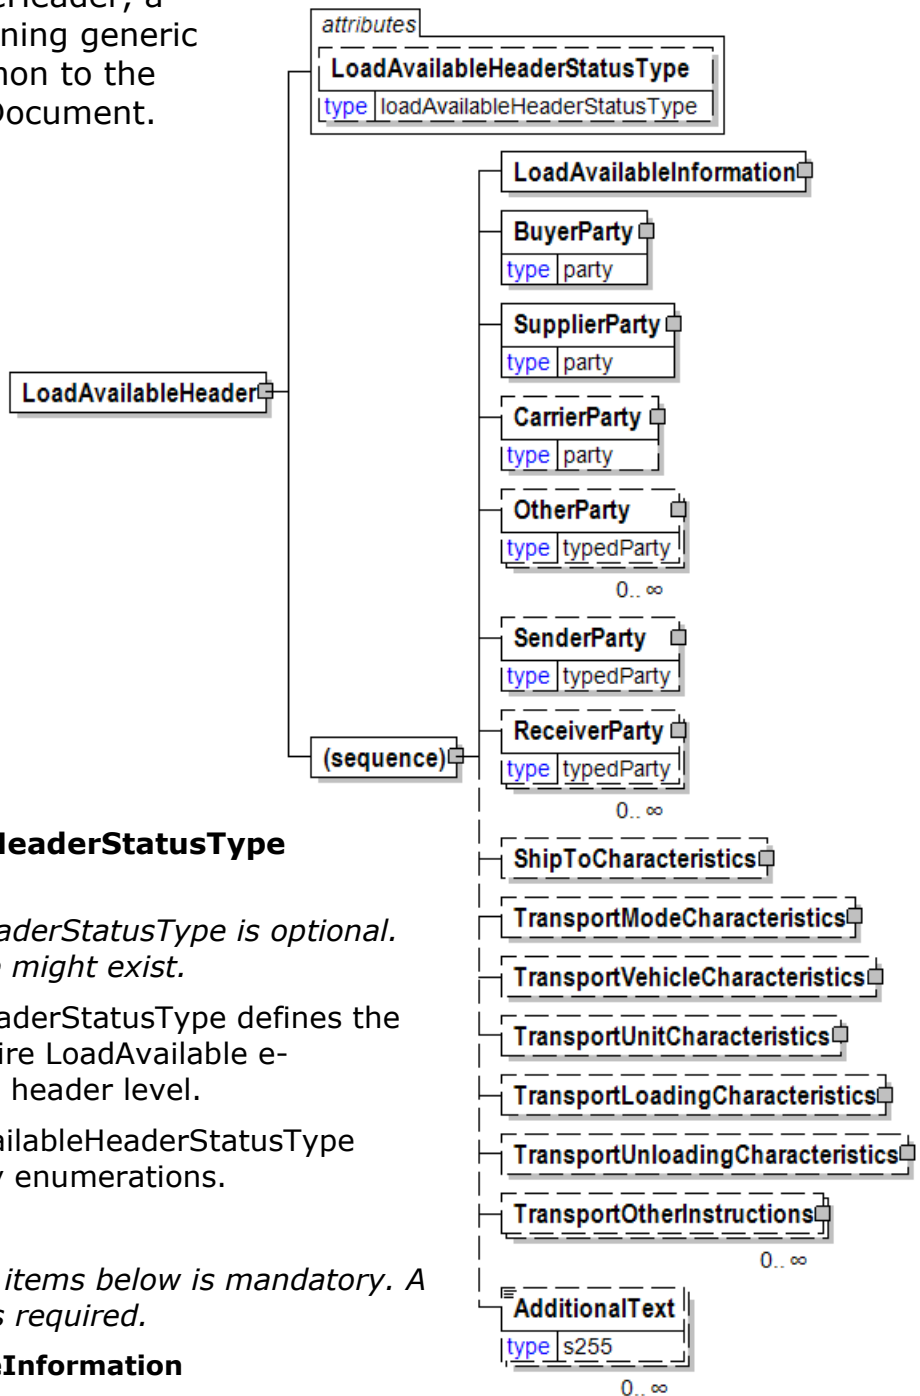 ning generic
mon to the
Document.
attributes
LoadAvailableHeaderStatusType
type loadAvailableHeaderStatusType
LoadAvailableHeader
(sequence)
LoadAvailableInformation
BuyerParty
type party
SupplierParty
type party
CarrierParty
type party
OtherParty
type typedParty
0.. ∞
SenderParty
type typedParty
ReceiverParty
type typedParty
0.. ∞
ShipToCharacteristics
TransportModeCharacteristics
TransportVehicleCharacteristics
TransportUnitCharacteristics
TransportLoadingCharacteristics
TransportUnloadingCharacteristics
TransportOtherInstructions
0.. ∞
AdditionalText
type s255
0.. ∞
HeaderStatusType
aderStatusType is optional.
might exist.
aderStatusType defines the
ire LoadAvailable e-
header level.
ailableHeaderStatusType
y enumerations.
items below is mandatory. A
s required.
eInformation